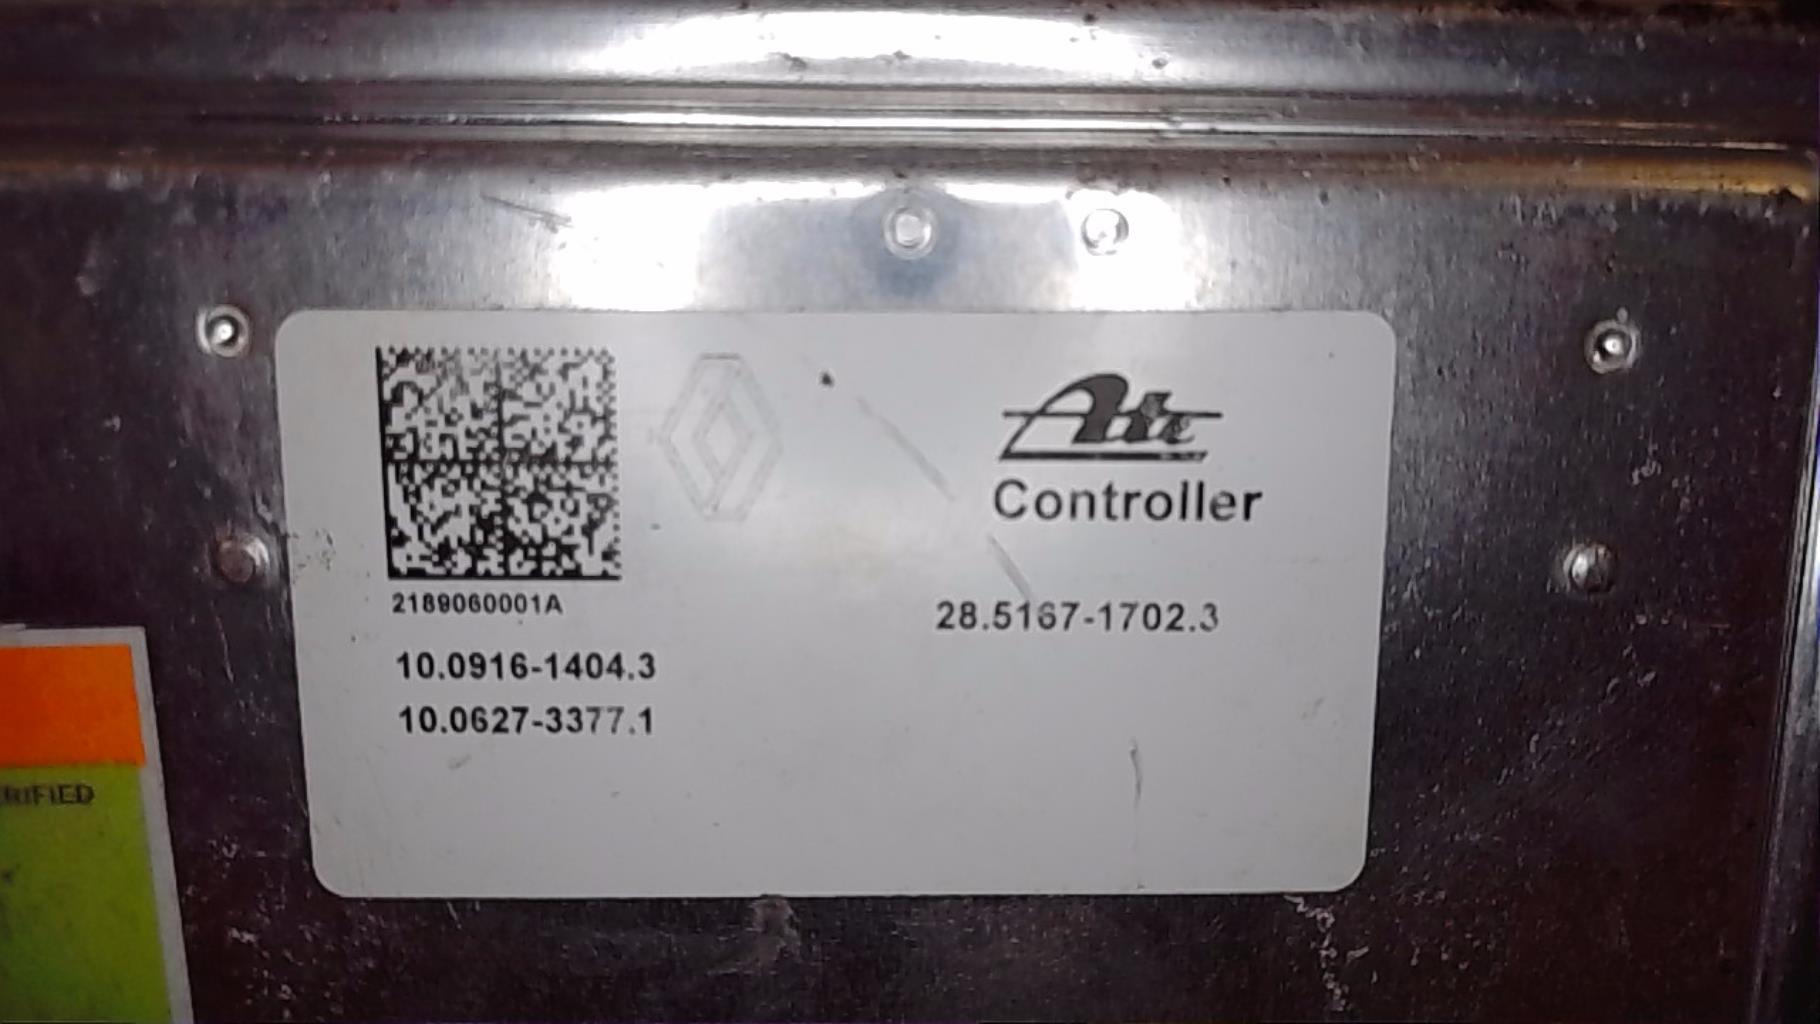 Ate
Controller
2189060001A
28.5167-1702.3
10.0916-1404.3
10.0627-3377.1
RIFIED